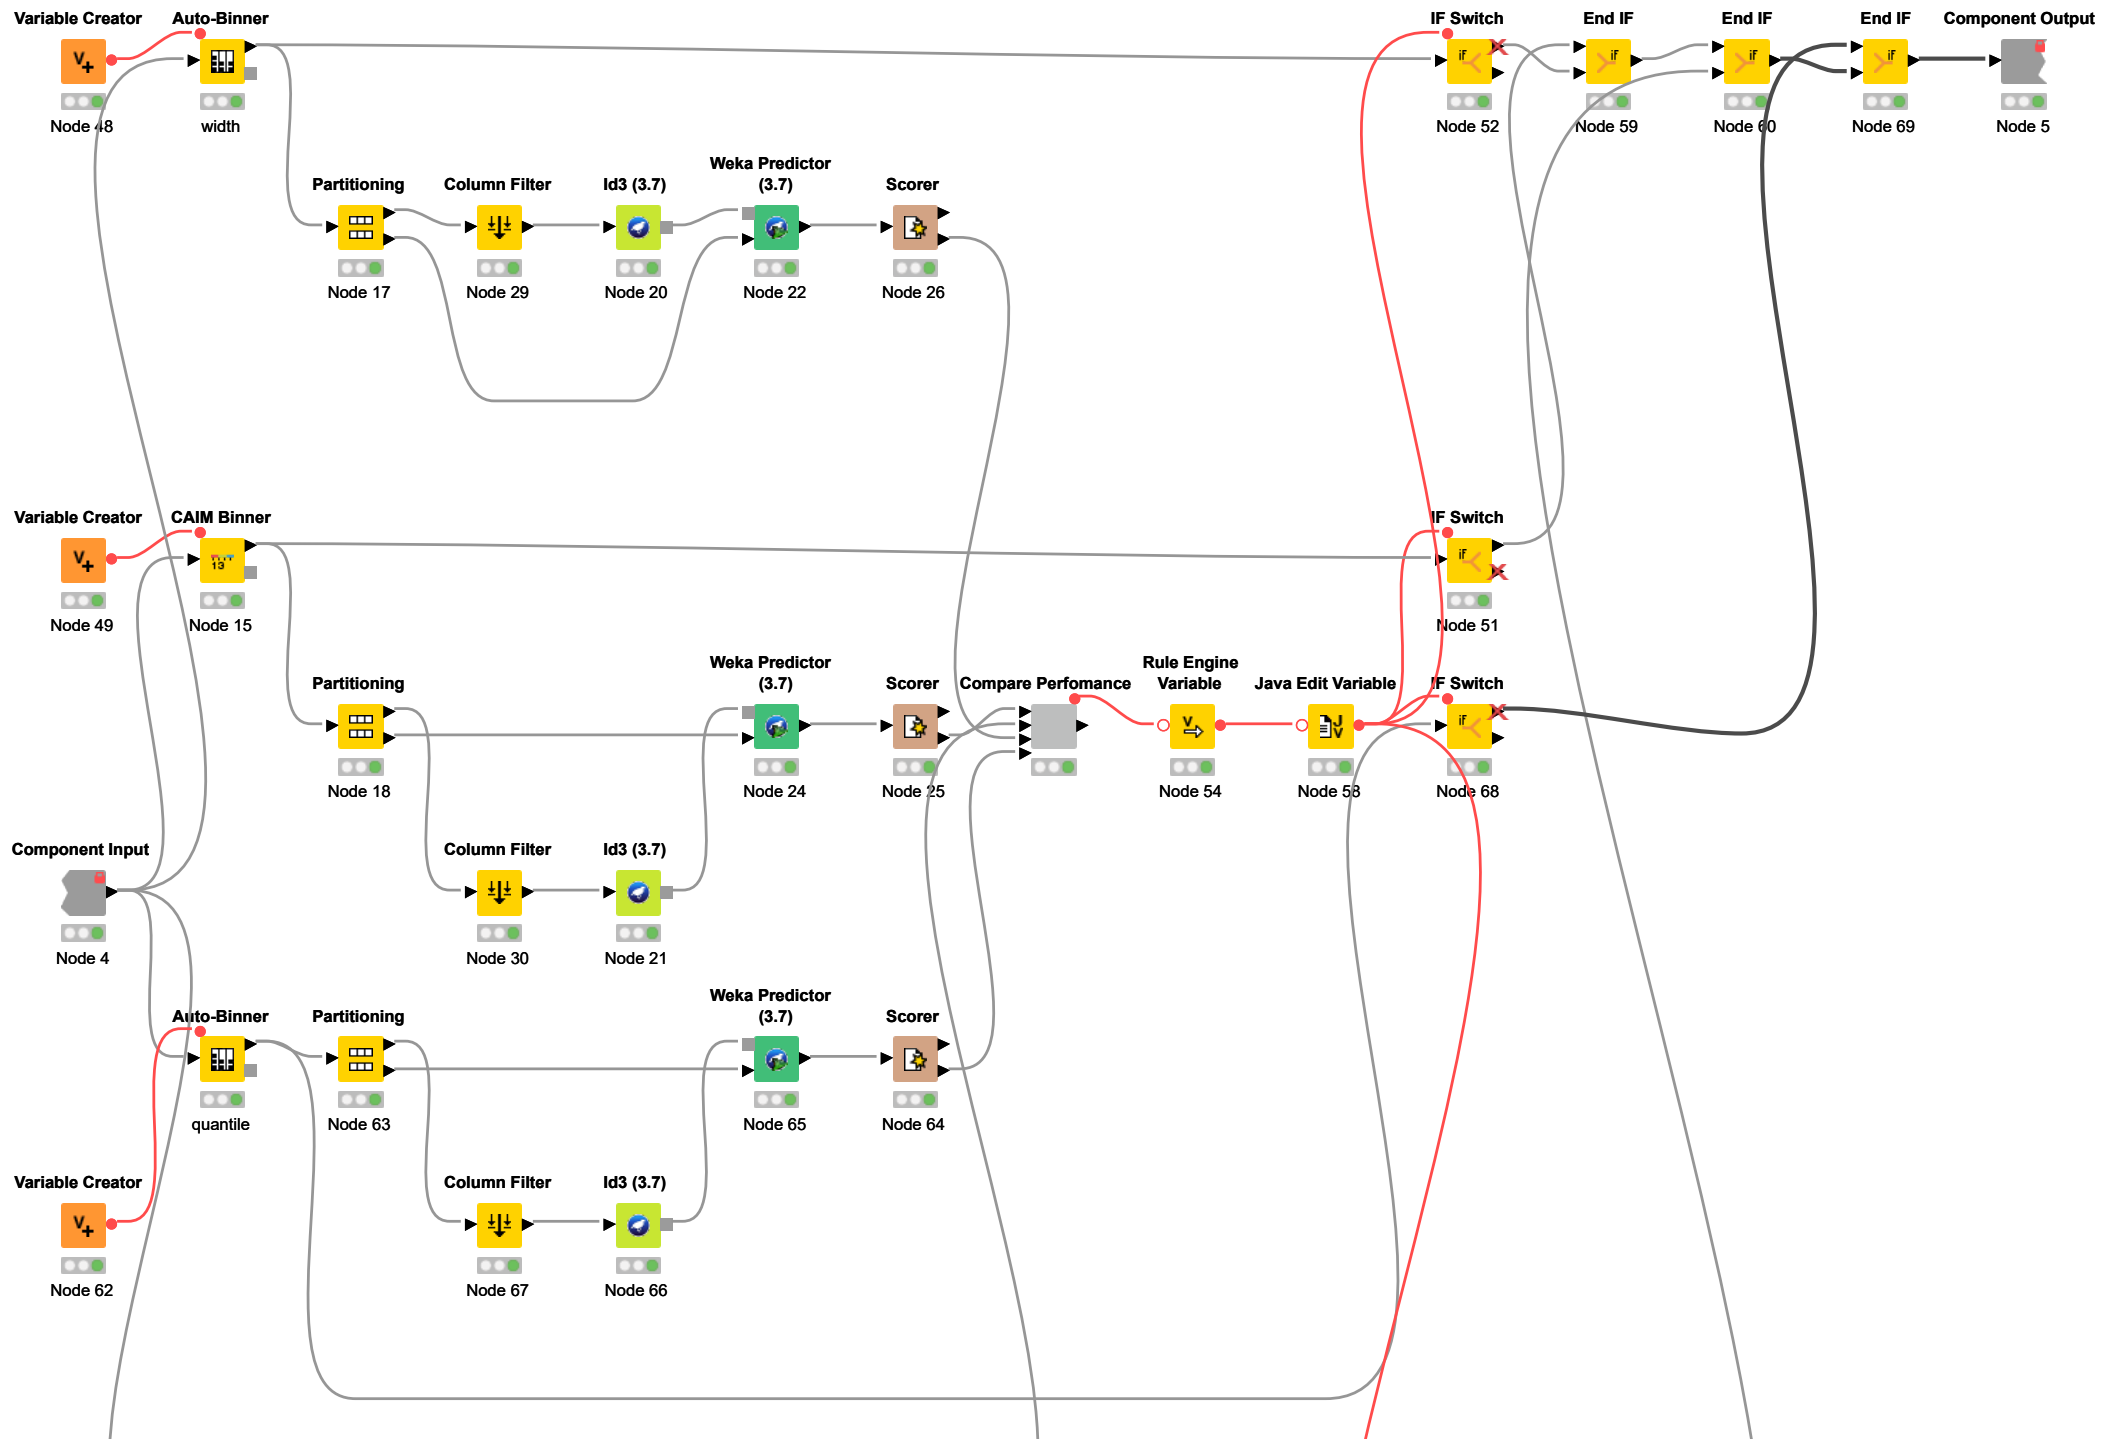 Variable Creator
Auto-Binner
IF Switch
End IF
End IF
End IF
Component Output
Node 48
width
Node 52
Node 59
Node 60
Node 69
Node 5
Partitioning
Column Filter
Id3 (3.7)
Weka Predictor
(3.7)
Scorer
Node 17
Node 29
Node 20
Node 22
Node 26
Variable Creator
CAIM Binner
IF Switch
Node 49
Node 15
Node 51
Partitioning
Weka Predictor
(3.7)
Scorer
Compare Perfomance
Rule Engine
Variable
Java Edit Variable
IF Switch
Node 18
Node 24
Node 25
Node 54
Node 58
Node 68
Component Input
Column Filter
Id3 (3.7)
Node 4
Node 30
Node 21
Auto-Binner
Partitioning
Weka Predictor
(3.7)
Scorer
quantile
Node 63
Node 65
Node 64
Variable Creator
Column Filter
Id3 (3.7)
Node 62
Node 67
Node 66